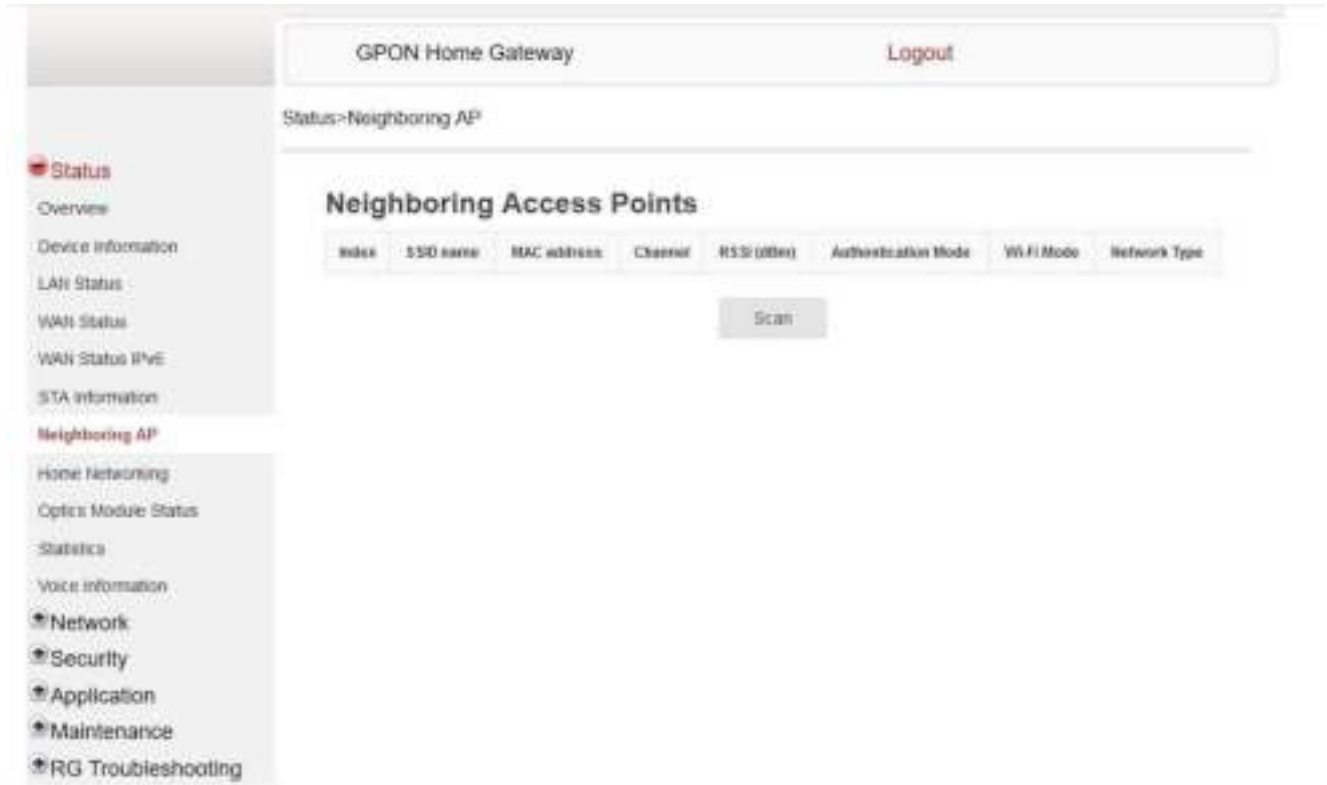 GPON Home Gateway Logout
Status>Neighboring AP
Status
Overview
Device Information
LAN Status
WAN Status
WAN Status IPv6
STA Information
Neighboring AP
Home Networking
Optics Module Status
Statistics
Voice Information
Network
Security
Application
Maintenance
RG Troubleshooting
Neighboring Access Points
Index SSID name MAC address Channel RSSI (dBm) Authentication Mode Wi-Fi Mode Network Type
Scan